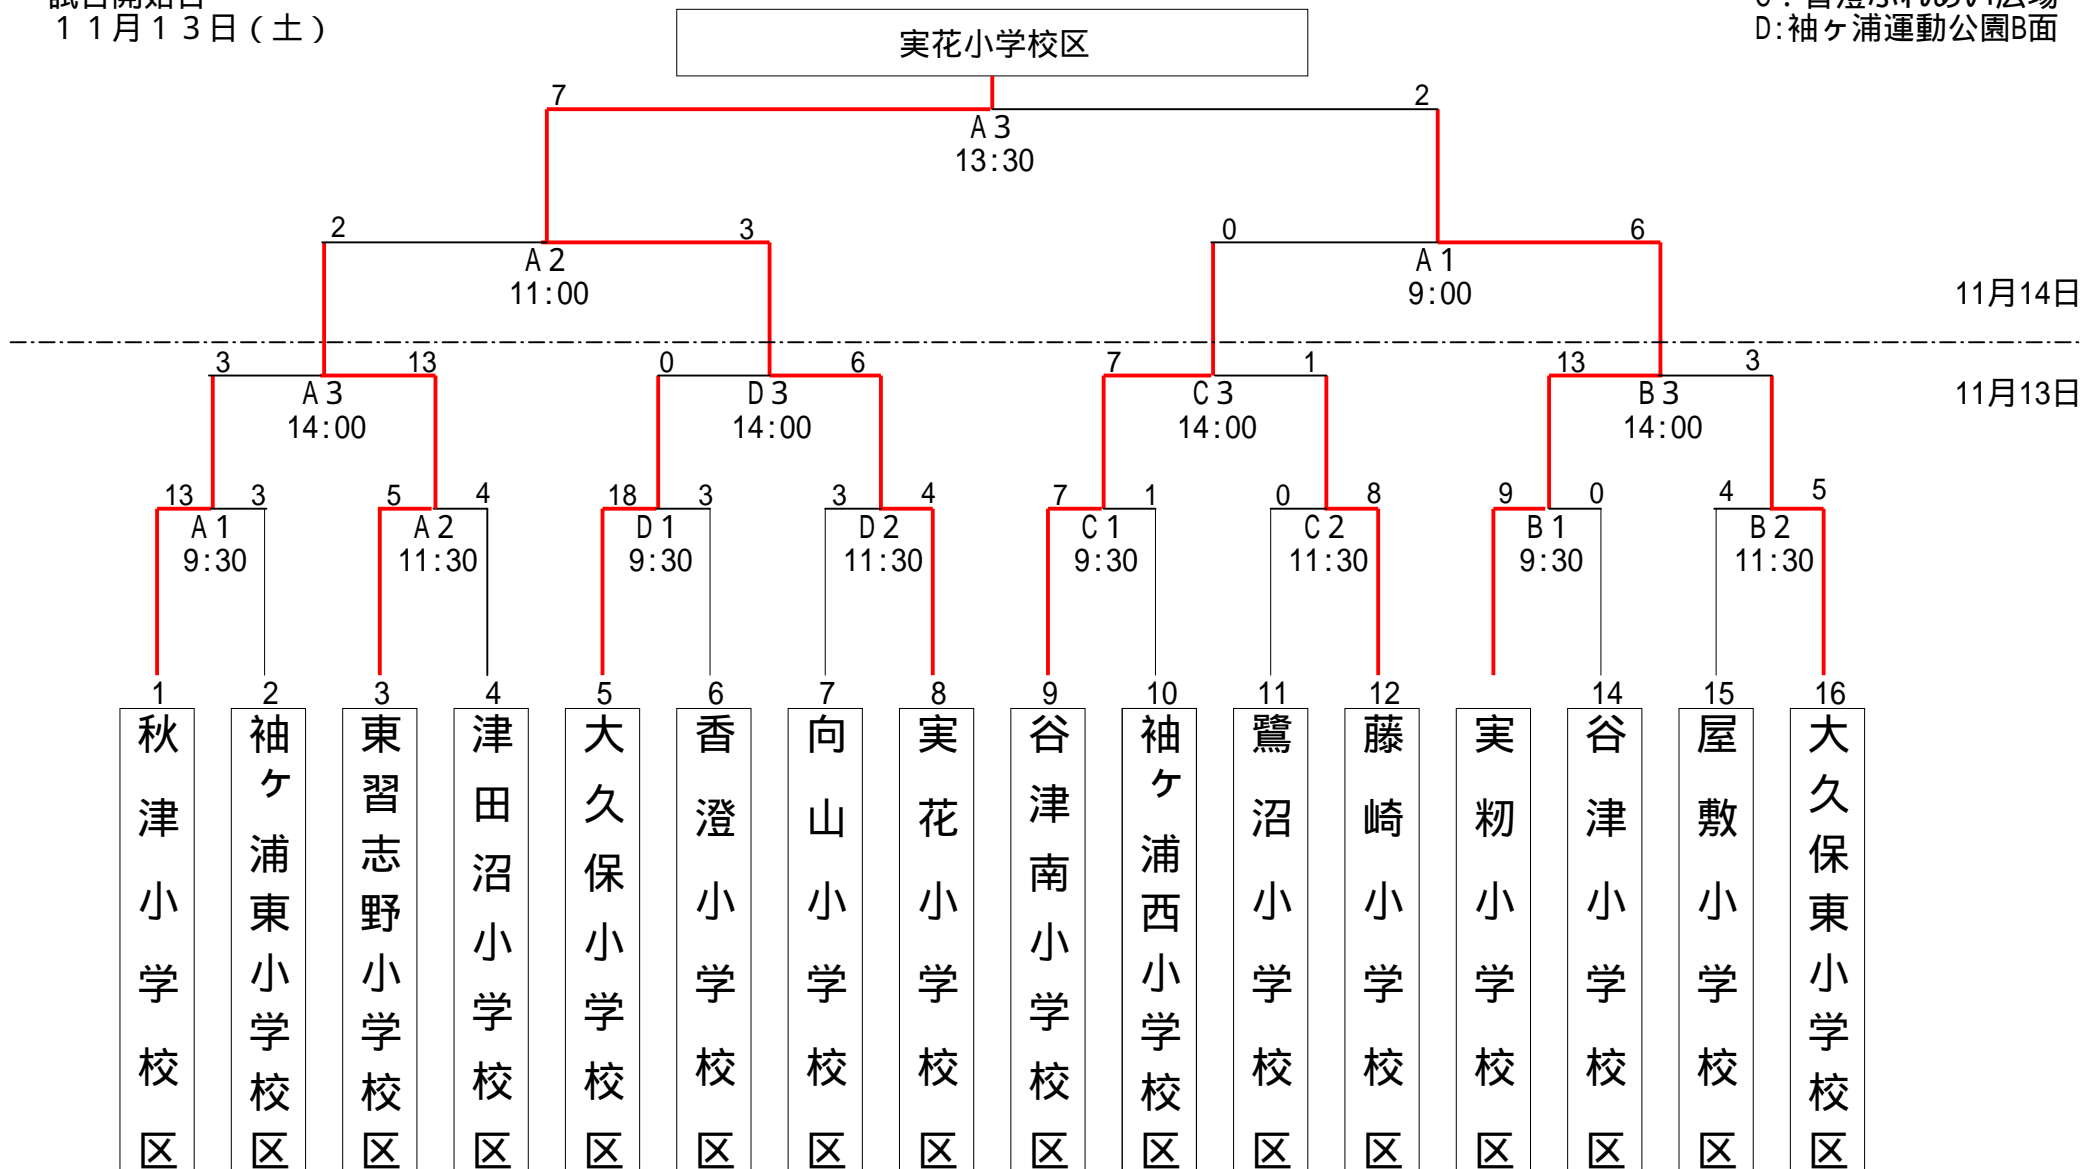 １１月１３日(土)
D:袖ヶ浦運動公園B面
実花小学校区
7 2
A3
13:30
2 3 0 6
A2 A1
11:00 9:00
11月14日
3 13 0 6 7 1 13 3
A3 D3 C3 B3
11月13日
14:00 14:00 14:00 14:00
13 3 5 4 18 3 3 4 7 1 0 8 9 0 4 5
A1 A2 D1 D2 C1 C2 B1 B2
9:30 11:30 9:30 11:30 9:30 11:30 9:30 11:30
1 2 3 4 5 6 7 8 9 10 11 12 14 15 16
秋津小学校区
袖ヶ浦東小学校区
東習志野小学校区
津田沼小学校区
大久保小学校区
香澄小学校区
向山小学校区
実花小学校区
谷津南小学校区
袖ヶ浦西小学校区
鷺沼小学校区
藤崎小学校区
実籾小学校区
谷津小学校区
屋敷小学校区
大久保東小学校区